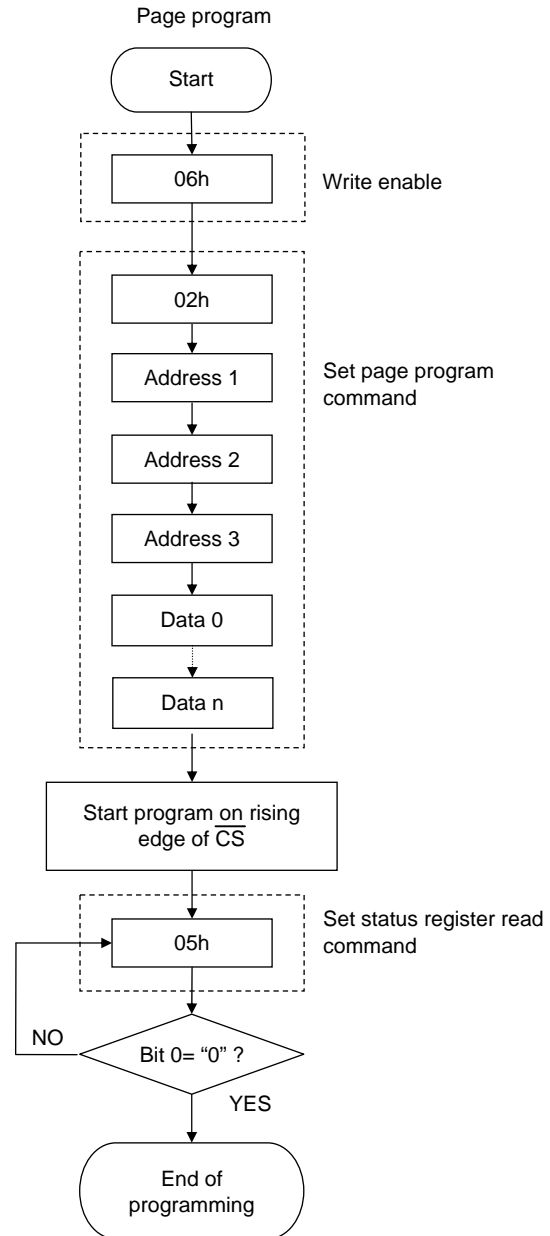 Page program
Start
06h
Write enable
02h
Address 1
Set page program
command
Address 2
Address 3
Data 0
Data n
Start program on rising
edge of C̅S̅
05h
Set status register read
command
NO
Bit 0= “0” ?
YES
End of
programming